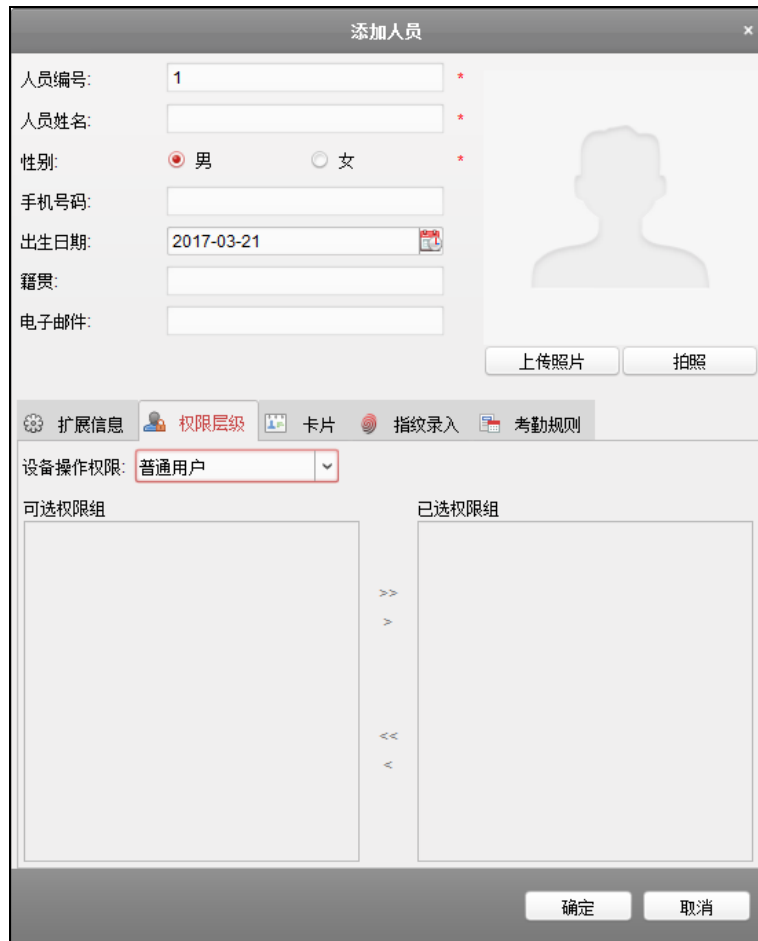 添加人员 ×
人员编号: 1 *
人员姓名: *
性别: 男 女 *
手机号码:
出生日期: 2017-03-21
籍贯:
电子邮件:
上传照片 拍照
扩展信息 权限层级 卡片 指纹录入 考勤规则
设备操作权限: 普通用户
可选权限组 已选权限组
>>
>
<<
<
确定 取消